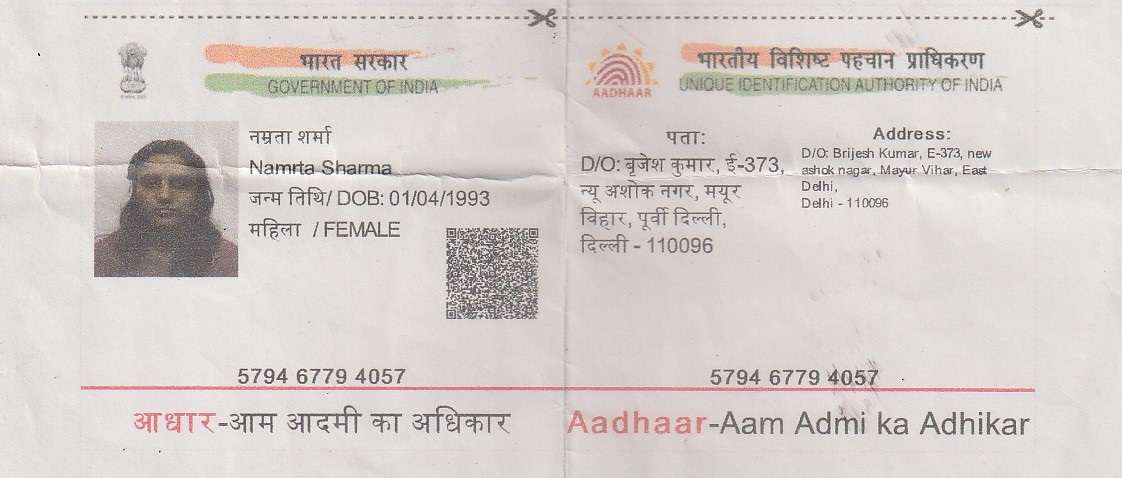 भारत सरकार
GOVERNMENT OF INDIA
नम्रता शर्मा
Namrta Sharma
जन्म तिथि/ DOB: 01/04/1993
महिला / FEMALE
5794 6779 4057
आधार-आम आदमी का अधिकार
भारतीय विशिष्ट पहचान प्राधिकरण
AADHAAR
UNIQUE IDENTIFICATION AUTHORITY OF INDIA
पता:
D/O: बृजेश कुमार, ई-373,
न्यू अशोक नगर, मयूर
विहार, पूर्वी दिल्ली,
दिल्ली - 110096
Address:
D/O: Brijesh Kumar, E-373, new
ashok nagar, Mayur Vihar, East
Delhi,
Delhi - 110096
5794 6779 4057
Aadhaar-Aam Admi ka Adhikar